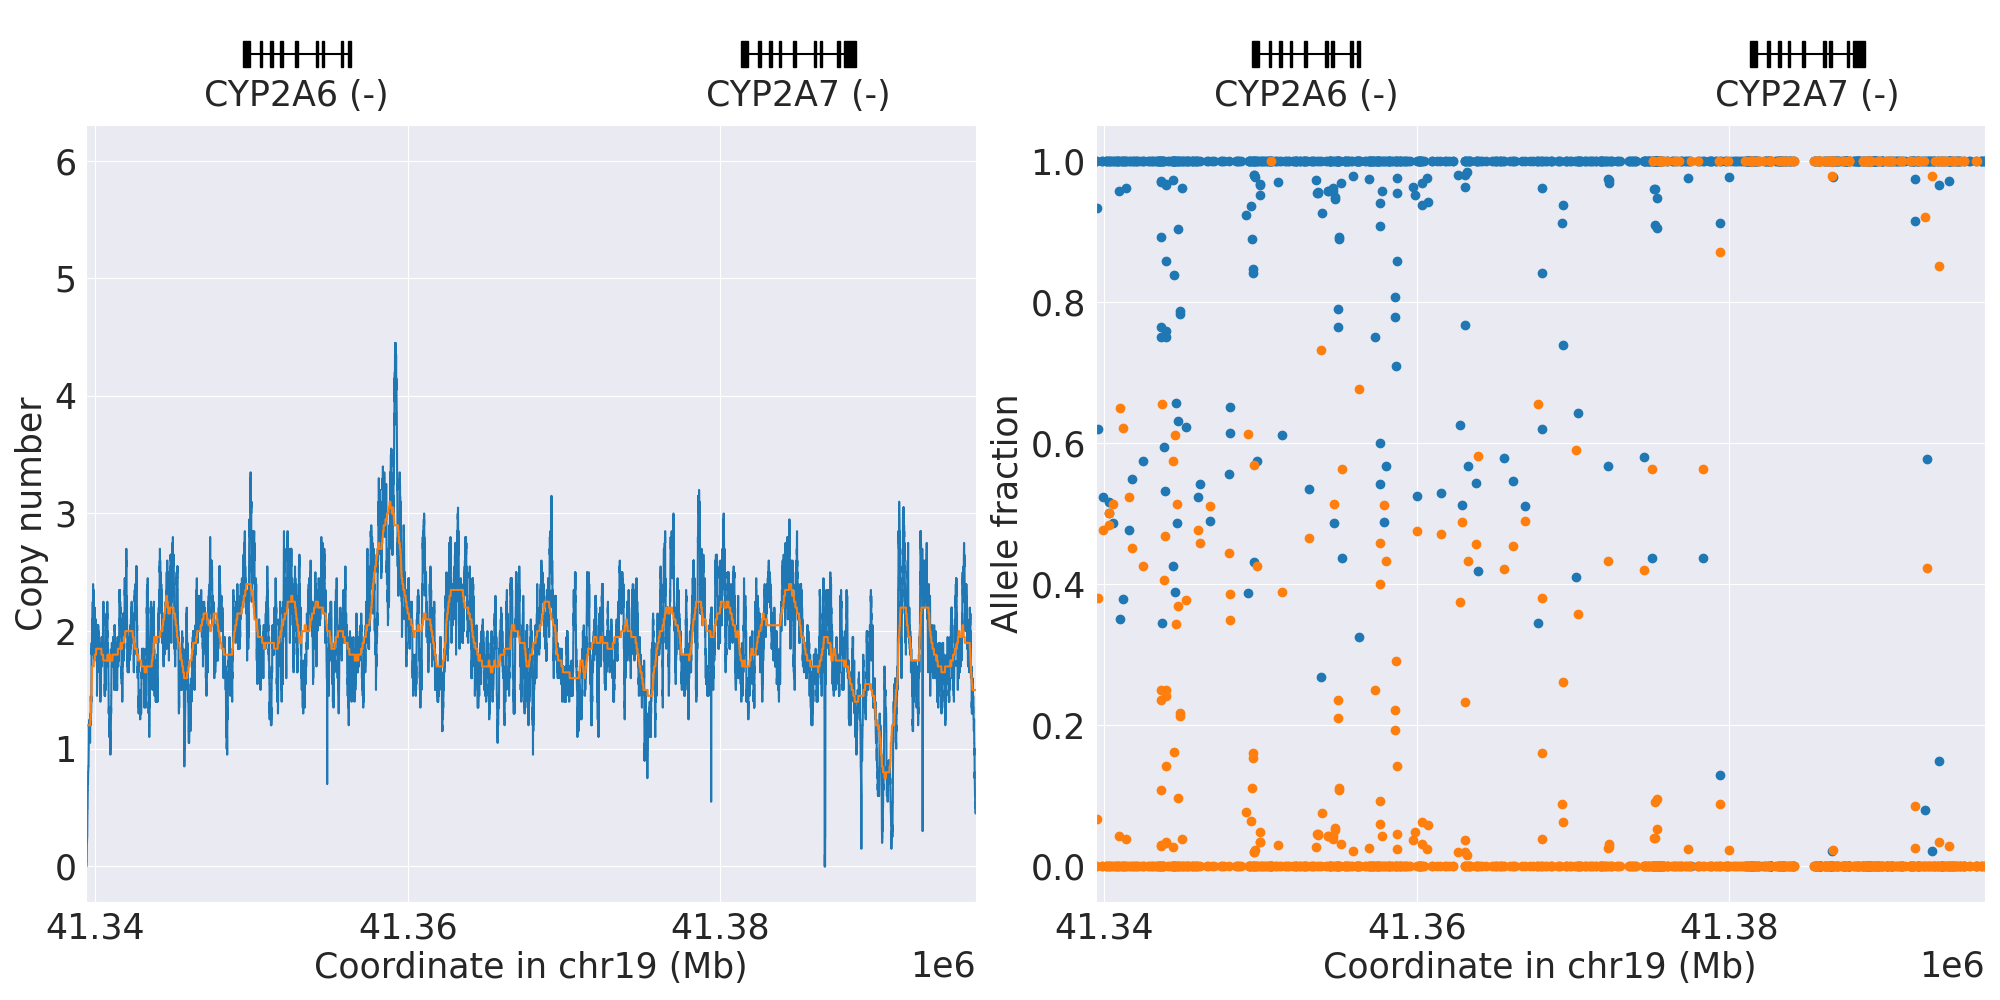 CYP2A6 (-) CYP2A7 (-)
6
5
4
3
2
1
0
Copy number
41.34 41.36 41.38
Coordinate in chr19 (Mb) 1e6
CYP2A6 (-) CYP2A7 (-)
1.0
0.8
0.6
0.4
0.2
0.0
Allele fraction
41.34 41.36 41.38
Coordinate in chr19 (Mb) 1e6